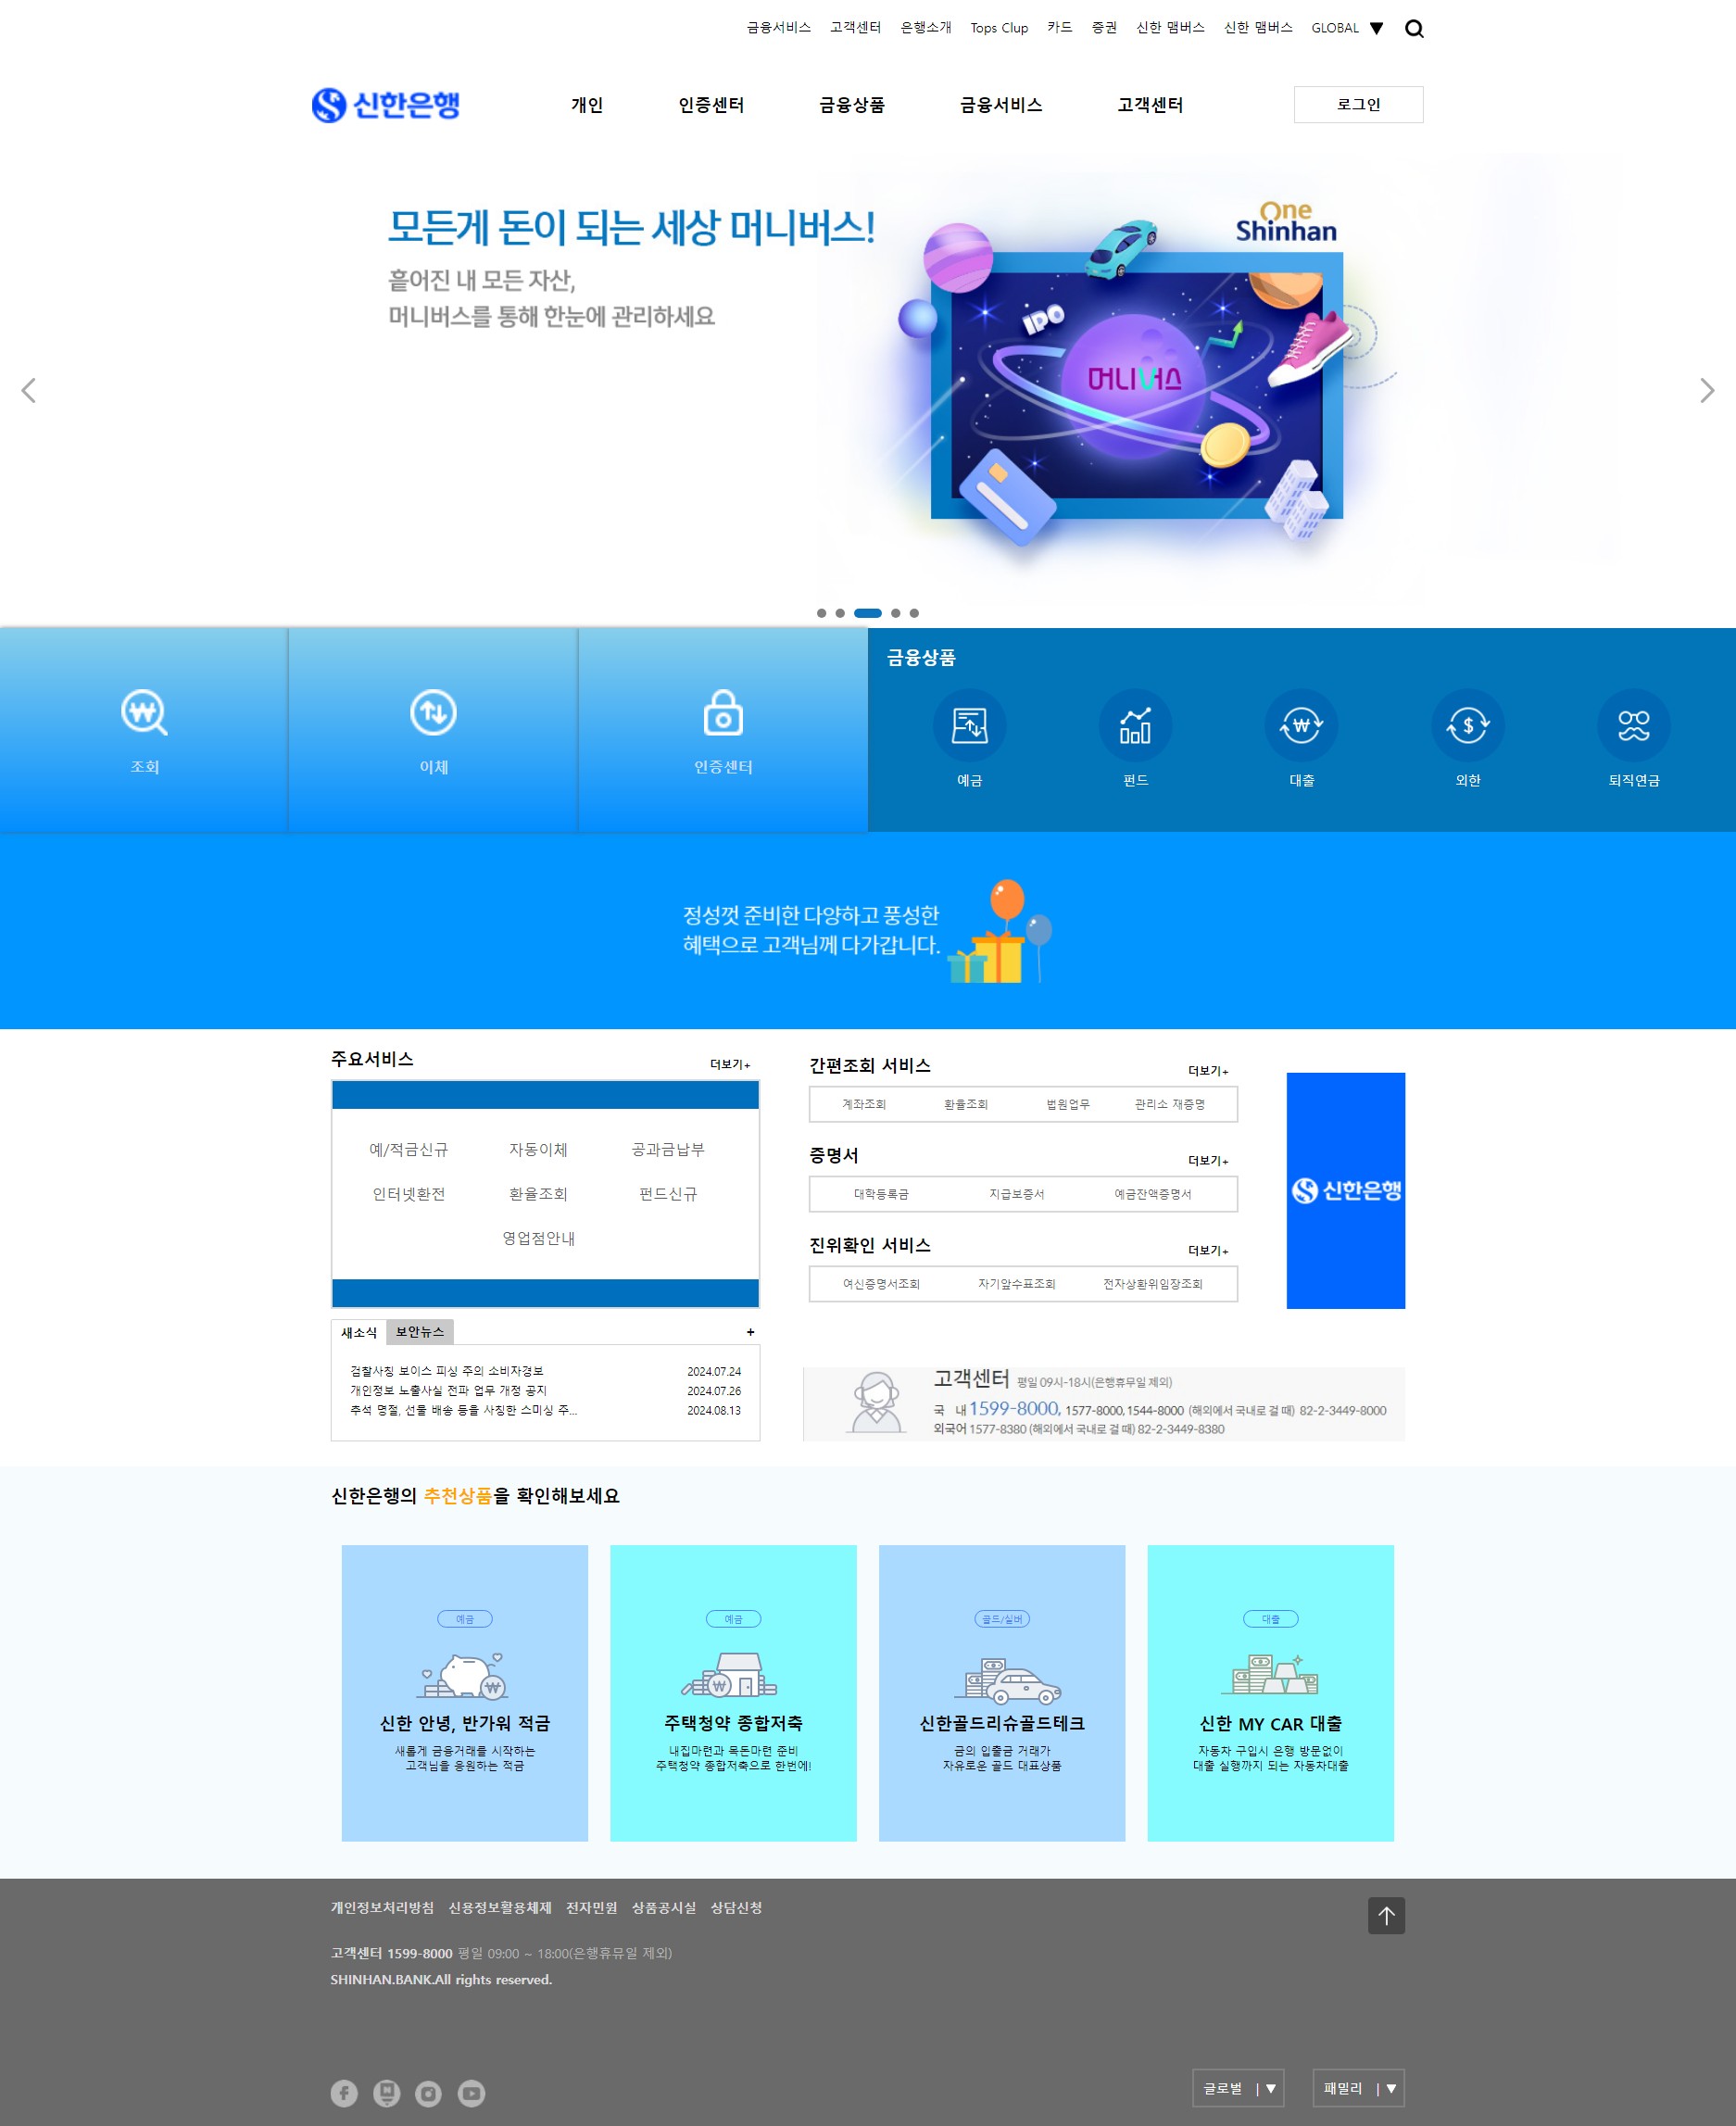 금융서비스 고객센터 은행소개 Tops Clup 카드 증권 신한 맴버스 신한 맴버스 GLOBAL ▼
신한은행 개인 인증센터 금융상품 금융서비스 고객센터 로그인
One
Shinhan
모든게 돈이 되는 세상 머니버스!
흩어진 내 모든 자산,
머니버스를 통해 한눈에 관리하세요
IPO
머니버스
금융상품
조회 이체 인증센터
예금 펀드 대출 외한 퇴직연금
정성껏 준비한 다양하고 풍성한
혜택으로 고객님께 다가갑니다.
주요서비스 더보기+
예/적금신규 자동이체 공과금납부
인터넷환전 환율조회 펀드신규
영업점안내
간편조회 서비스 더보기+
계좌조회 환율조회 법원업무 관리소 재증명
증명서 더보기+
대학등록금 지급보증서 예금잔액증명서
진위확인 서비스 더보기+
여신증명서조회 자기앞수표조회 전자상환위임장조회
신한은행
새소식 보안뉴스 +
검찰사칭 보이스 피싱 주의 소비자경보 2024.07.24
개인정보 노출사실 전파 업무 개정 공지 2024.07.26
추석 명절, 선물 배송 등을 사칭한 스미싱 주... 2024.08.13
고객센터 평일 09시-18시(은행휴무일 제외)
국 내 1599-8000, 1577-8000, 1544-8000 (해외에서 국내로 걸 때) 82-2-3449-8000
외국어 1577-8380 (해외에서 국내로 걸 때) 82-2-3449-8380
신한은행의 추천상품을 확인해보세요
예금
신한 안녕, 반가워 적금
새롭게 금융거래를 시작하는
고객님을 응원하는 적금
예금
주택청약 종합저축
내집마련과 목돈마련 준비
주택청약 종합저축으로 한번에!
골드/실버
신한골드리슈골드테크
금의 입출금 거래가
자유로운 골드 대표상품
대출
신한 MY CAR 대출
자동차 구입시 은행 방문없이
대출 실행까지 되는 자동차대출
개인정보처리방침 신용정보활용체제 전자민원 상품공시실 상담신청
고객센터 1599-8000 평일 09:00 ~ 18:00(은행휴뮤일 제외)
SHINHAN.BANK.All rights reserved.
글로벌 | ▼ 패밀리 | ▼